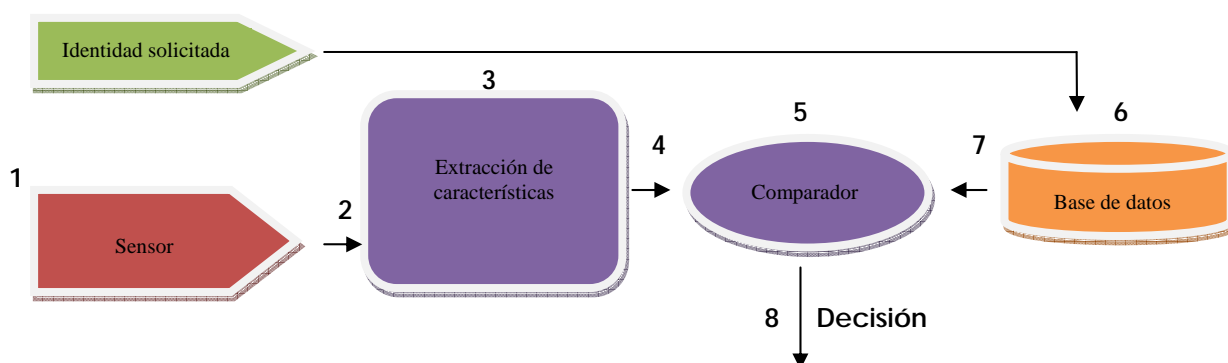 Identidad solicitada
3
5
6
1
2
4
7
Extracción de
características
Comparador
Base de datos
Sensor
8
Decisión